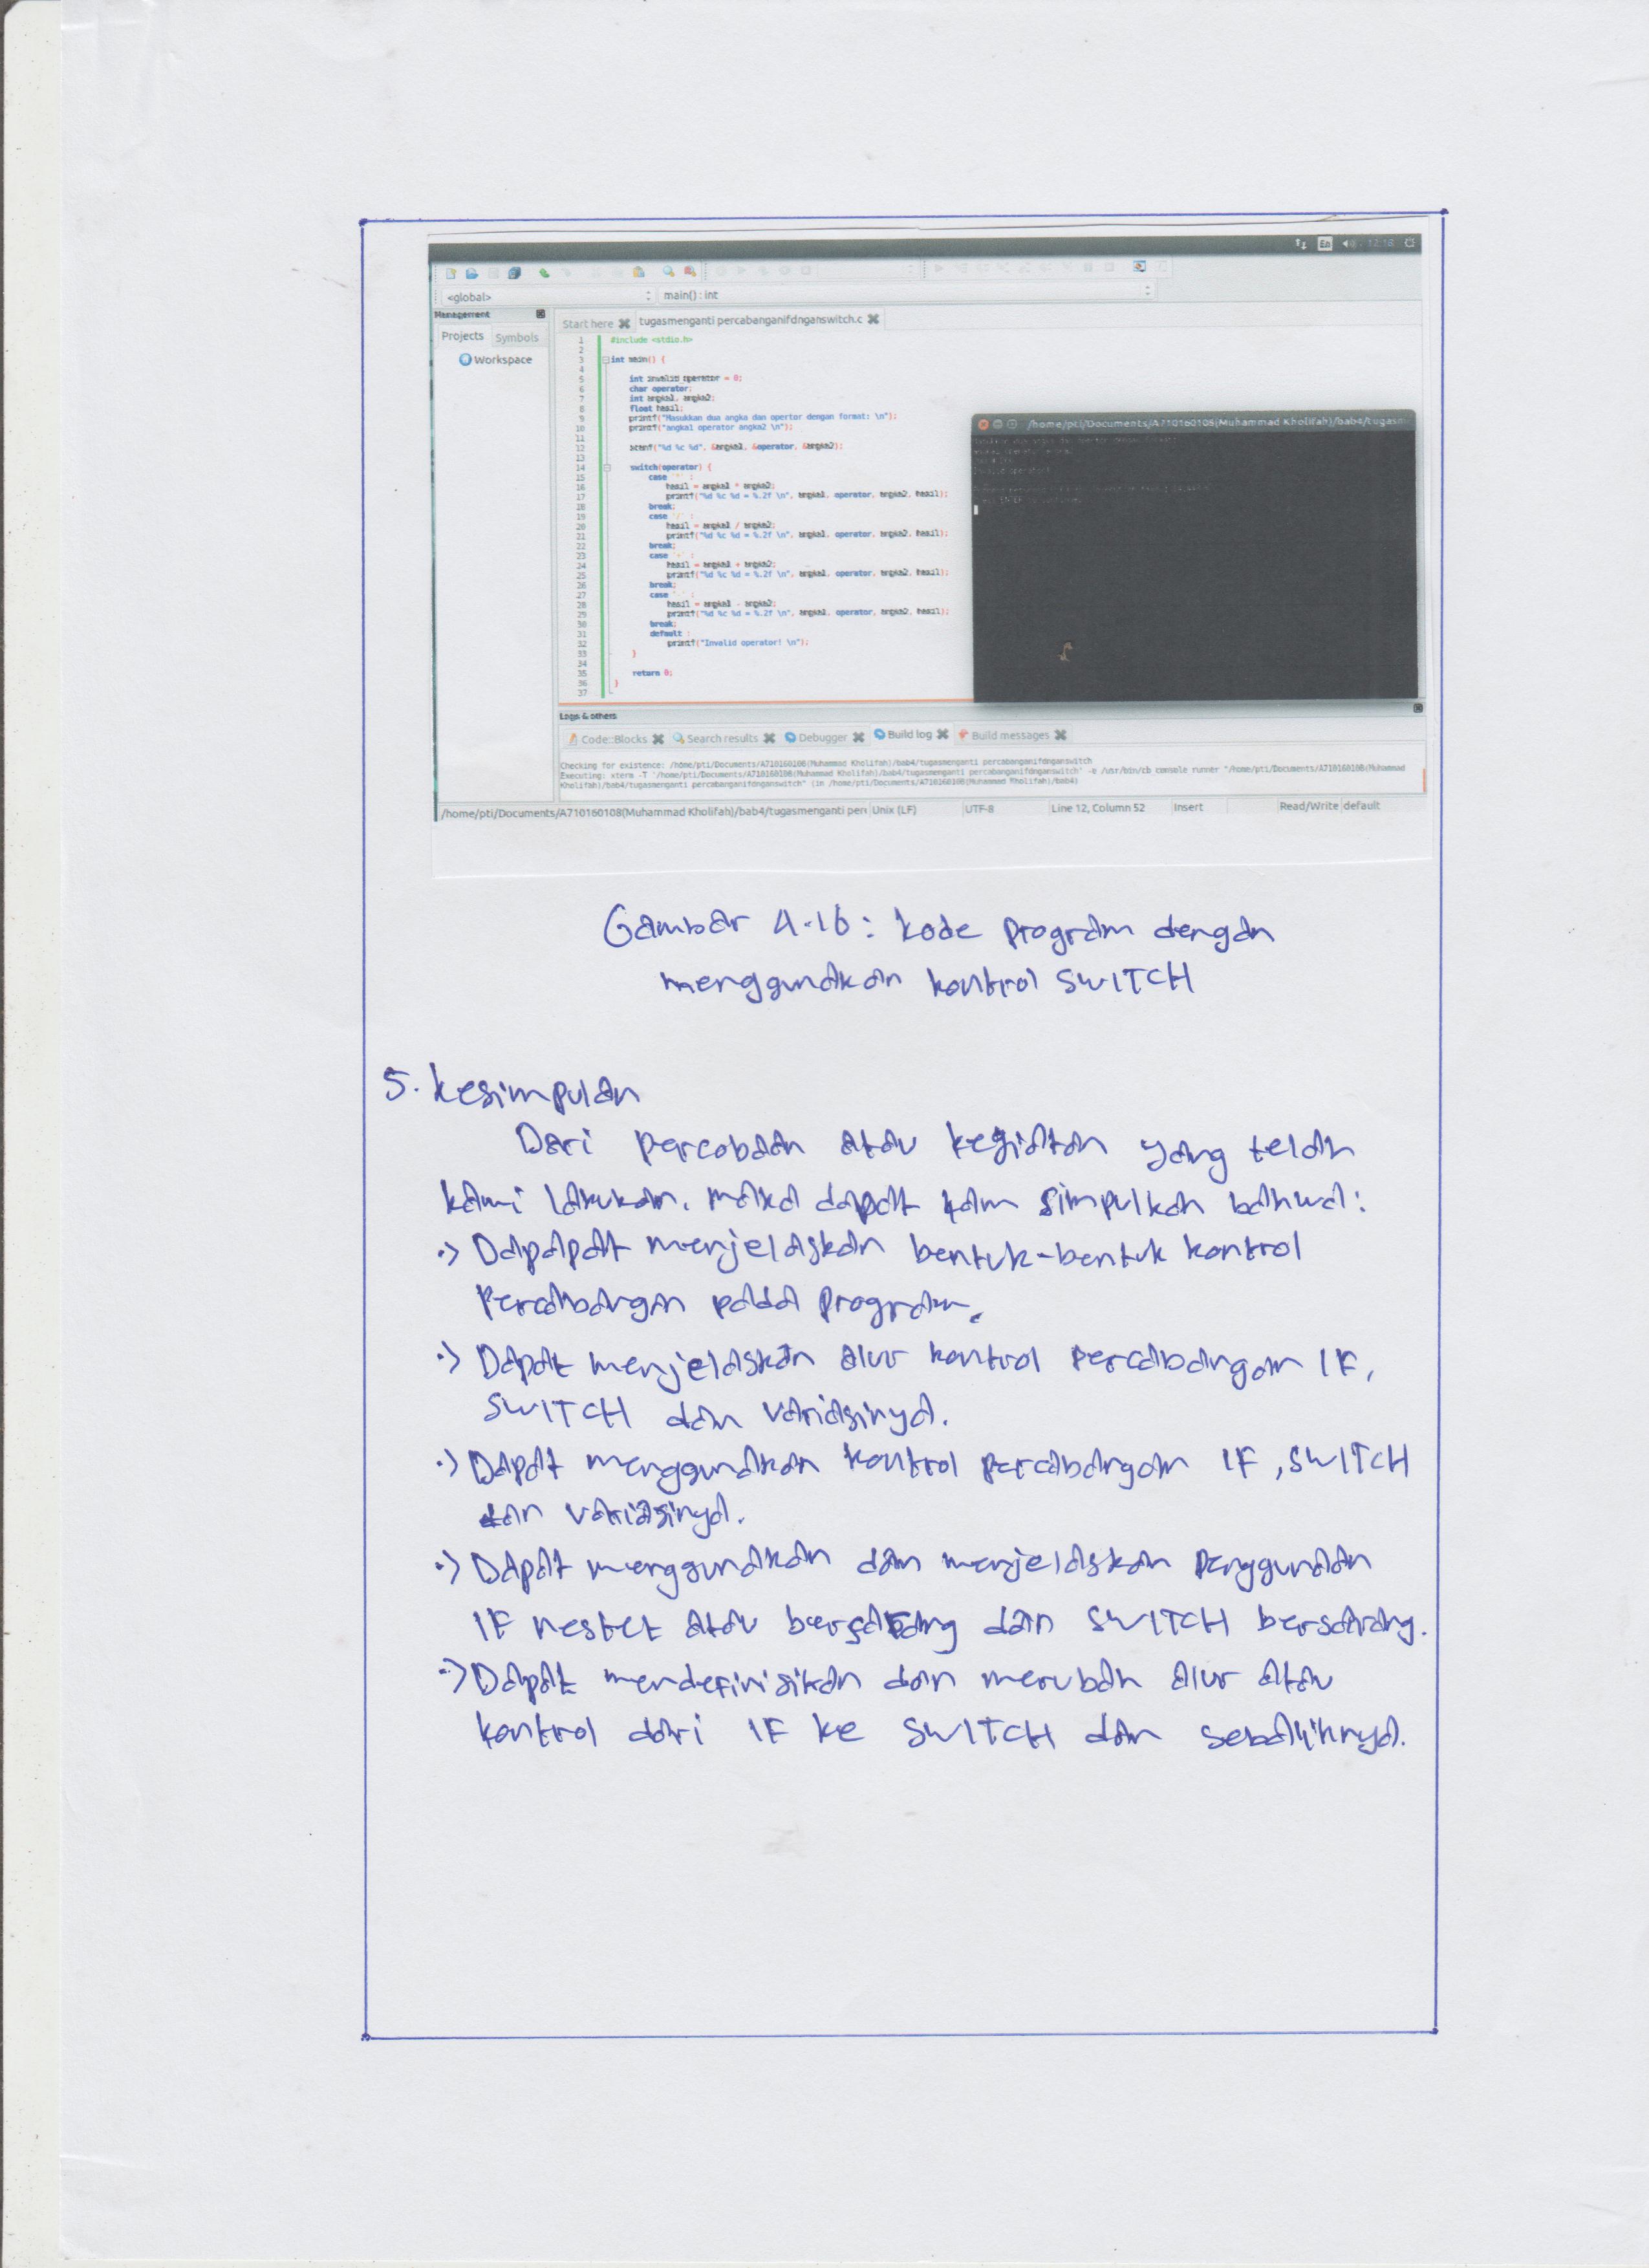 En 12:16
<global> main() : int
Management
Start here tugasmenganti percabanganifdnganswitch.c
Projects Symbols
Workspace
1 #include <stdio.h>
2
3 int main() {
4
5 int invalid_operator = 0;
6 char operator;
7 int angka1, angka2;
8 float hasil;
9 printf("Masukkan dua angka dan opertor dengan format: \n");
10 printf("angka1 operator angka2 \n");
11
12 scanf("%d %c %d", &angka1, &operator, &angka2);
13
14 switch(operator) {
15 case '*' :
16 hasil = angka1 * angka2;
17 printf("%d %c %d = %.2f \n", angka1, operator, angka2, hasil);
18 break;
19 case '/' :
20 hasil = angka1 / angka2;
21 printf("%d %c %d = %.2f \n", angka1, operator, angka2, hasil);
22 break;
23 case '+' :
24 hasil = angka1 + angka2;
25 printf("%d %c %d = %.2f \n", angka1, operator, angka2, hasil);
26 break;
27 case '-' :
28 hasil = angka1 - angka2;
29 printf("%d %c %d = %.2f \n", angka1, operator, angka2, hasil);
30 break;
31 default :
32 printf("Invalid operator! \n");
33 }
34
35 return 0;
36 }
37
/home/pti/Documents/A710160108(Muhammad Kholifah)/bab4/tugasm
Logs & others
Code::Blocks Search results Debugger Build log Build messages
Checking for existence: /home/pti/Documents/A710160108(Muhammad Kholifah)/bab4/tugasmenganti percabanganifdnganswitch
Executing: xterm -T '/home/pti/Documents/A710160108(Muhammad Kholifah)/bab4/tugasmenganti percabanganifdnganswitch' -e /usr/bin/cb_console_runner "/home/pti/Documents/A710160108(Muhammad
Kholifah)/bab4/tugasmenganti percabanganifdnganswitch" (in /home/pti/Documents/A710160108(Muhammad Kholifah)/bab4)
/home/pti/Documents/A710160108(Muhammad Kholifah)/bab4/tugasmenganti per Unix (LF) UTF-8 Line 12, Column 52 Insert Read/Write default
Gambar 4.16 : kode program dengan
menggunakan kontrol SWITCH
5. Kesimpulan
Dari percobaan atau kegiatan yang telah
kami lakukan. maka dapat kam simpulkan bahwa :
·> Dapapat menjelaskan bentuk-bentuk kontrol
percabangan pada program.
·> Dapat menjelaskan alur kontrol percabangan IF,
SWITCH dan variasinya.
·> Dapat menggunakan kontrol percabangan IF, SWITCH
dan variasinya.
·> Dapat menggunakan dan menjelaskan penggunaan
IF nestet atau bersarang dan SWITCH bersarang.
·> Dapat mendefinisikan dan merubah alur atau
kontrol dari IF ke SWITCH dan sebaliknya.